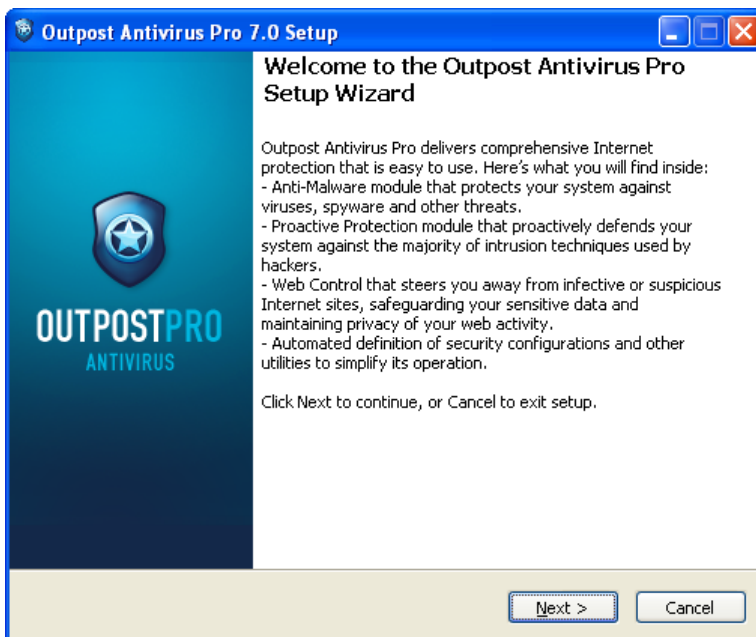 Outpost Antivirus Pro 7.0 Setup
Welcome to the Outpost Antivirus Pro
Setup Wizard
Outpost Antivirus Pro delivers comprehensive Internet
protection that is easy to use. Here's what you will find inside:
- Anti-Malware module that protects your system against
viruses, spyware and other threats.
- Proactive Protection module that proactively defends your
system against the majority of intrusion techniques used by
hackers.
- Web Control that steers you away from infective or suspicious
Internet sites, safeguarding your sensitive data and
maintaining privacy of your web activity.
- Automated definition of security configurations and other
utilities to simplify its operation.
Click Next to continue, or Cancel to exit setup.
OUTPOSTPRO
ANTIVIRUS
Next >
Cancel